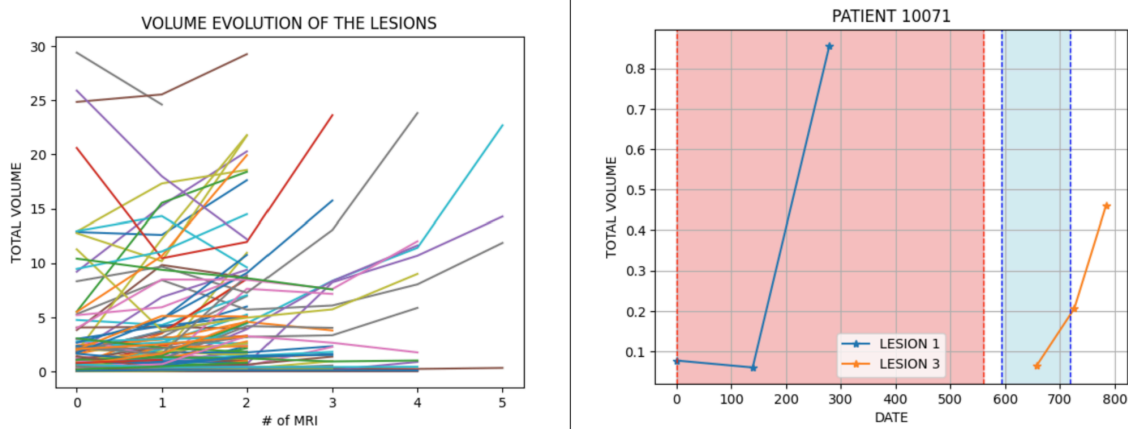 VOLUME EVOLUTION OF THE LESIONS
30
25
20
15
10
5
0
TOTAL VOLUME
0 1 2 3 4 5
# of MRI
PATIENT 10071
0.8
0.7
0.6
0.5
0.4
0.3
0.2
0.1
TOTAL VOLUME
LESION 1
LESION 3
0 100 200 300 400 500 600 700 800
DATE